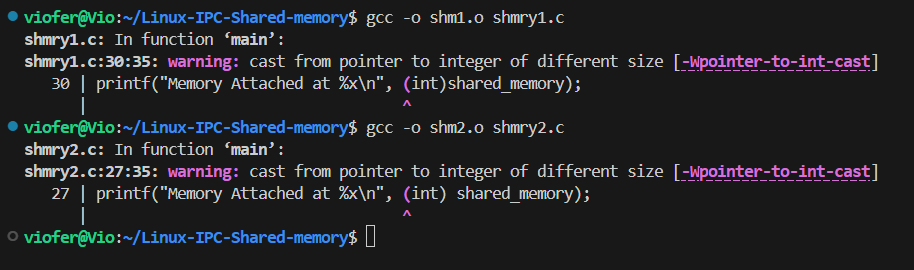 viofer@Vio:~/Linux-IPC-Shared-memory$ gcc -o shm1.o shmry1.c
shmry1.c: In function ‘main’:
shmry1.c:30:35: warning: cast from pointer to integer of different size [-Wpointer-to-int-cast]
   30 | printf("Memory Attached at %x\n", (int)shared_memory);
      |                                   ^
viofer@Vio:~/Linux-IPC-Shared-memory$ gcc -o shm2.o shmry2.c
shmry2.c: In function ‘main’:
shmry2.c:27:35: warning: cast from pointer to integer of different size [-Wpointer-to-int-cast]
   27 | printf("Memory Attached at %x\n", (int) shared_memory);
      |                                   ^
viofer@Vio:~/Linux-IPC-Shared-memory$